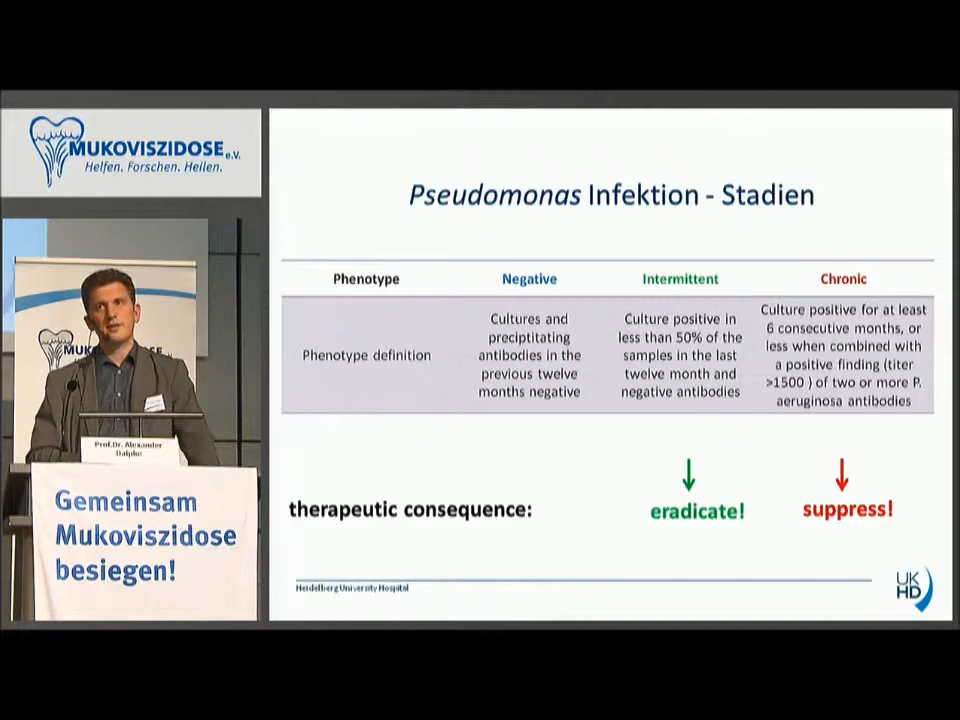 MUKOVISZIDOSE e.V.
Helfen. Forschen. Heilen.
Prof.Dr. Alexander
Dalpke
Gemeinsam
Mukoviszidose
besiegen!
Pseudomonas Infektion - Stadien
Phenotype Negative Intermittent Chronic
Phenotype definition
Cultures and
preciptitating
antibodies in the
previous twelve
months negative
Culture positive in
less than 50% of the
samples in the last
twelve month and
negative antibodies
Culture positive for at least
6 consecutive months, or
less when combined with
a positive finding (titer
>1500 ) of two or more P.
aeruginosa antibodies
therapeutic consequence: eradicate! suppress!
Heidelberg University Hospital
UK
HD